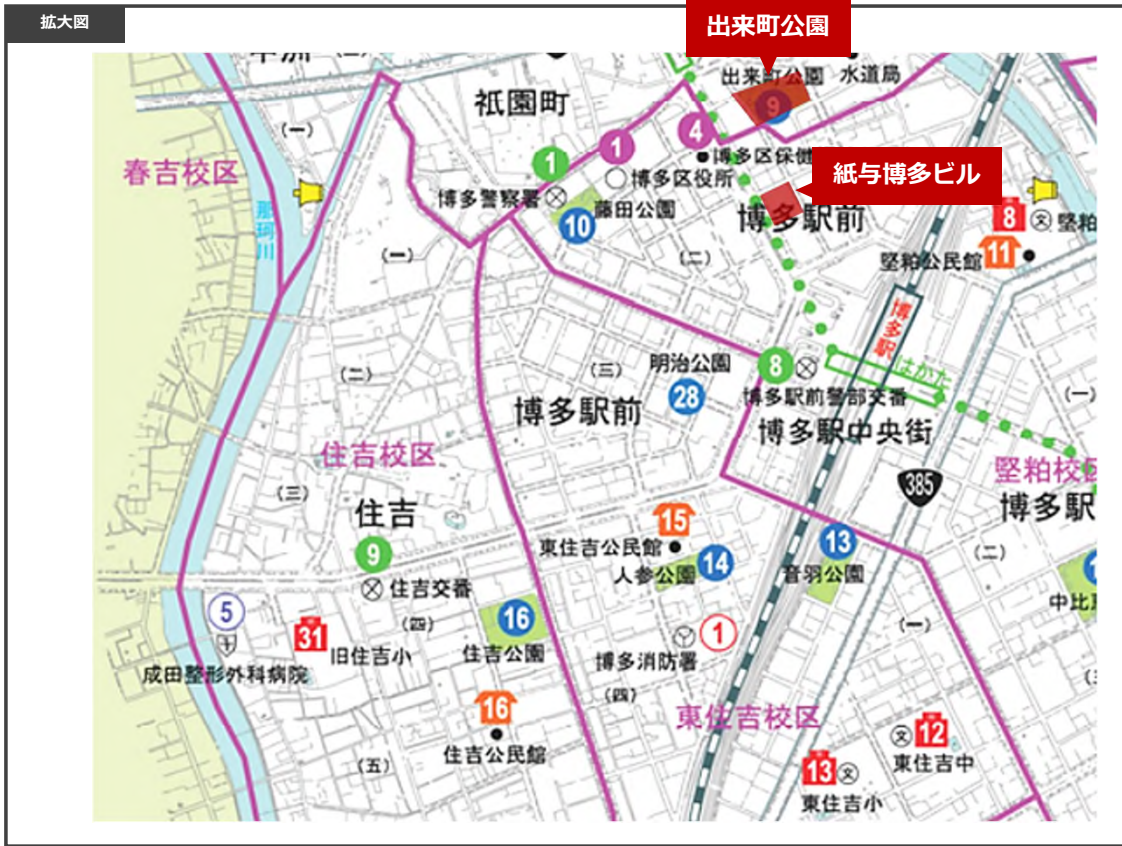 拡大図
出来町公園
中洲
(二)
出来町公園
水道局
祇園町
9
(一)
春吉校区
1
1
4
博多区保健
博多区役所
紙与博多ビル
博多警察署
藤田公園
10
博多駅前
8
文
堅粕
那珂川
(一)
(二)
堅粕公民館
11
博多駅
はかた
(二)
(三)
明治公園
8
28
博多駅前警部交番
(一)
博多駅前
博多駅中央街
住吉校区
堅粕校区
385
(三)
住吉
博多駅
15
9
東住吉公民館
14
13
(二)
人参公園
音羽公園
住吉交番
中比恵
5
(四)
16
(一)
31
1
旧住吉小
住吉公園
博多消防署
成田整形外科病院
(四)
16
東住吉校区
12
文
住吉公民館
東住吉中
(五)
13
文
東住吉小